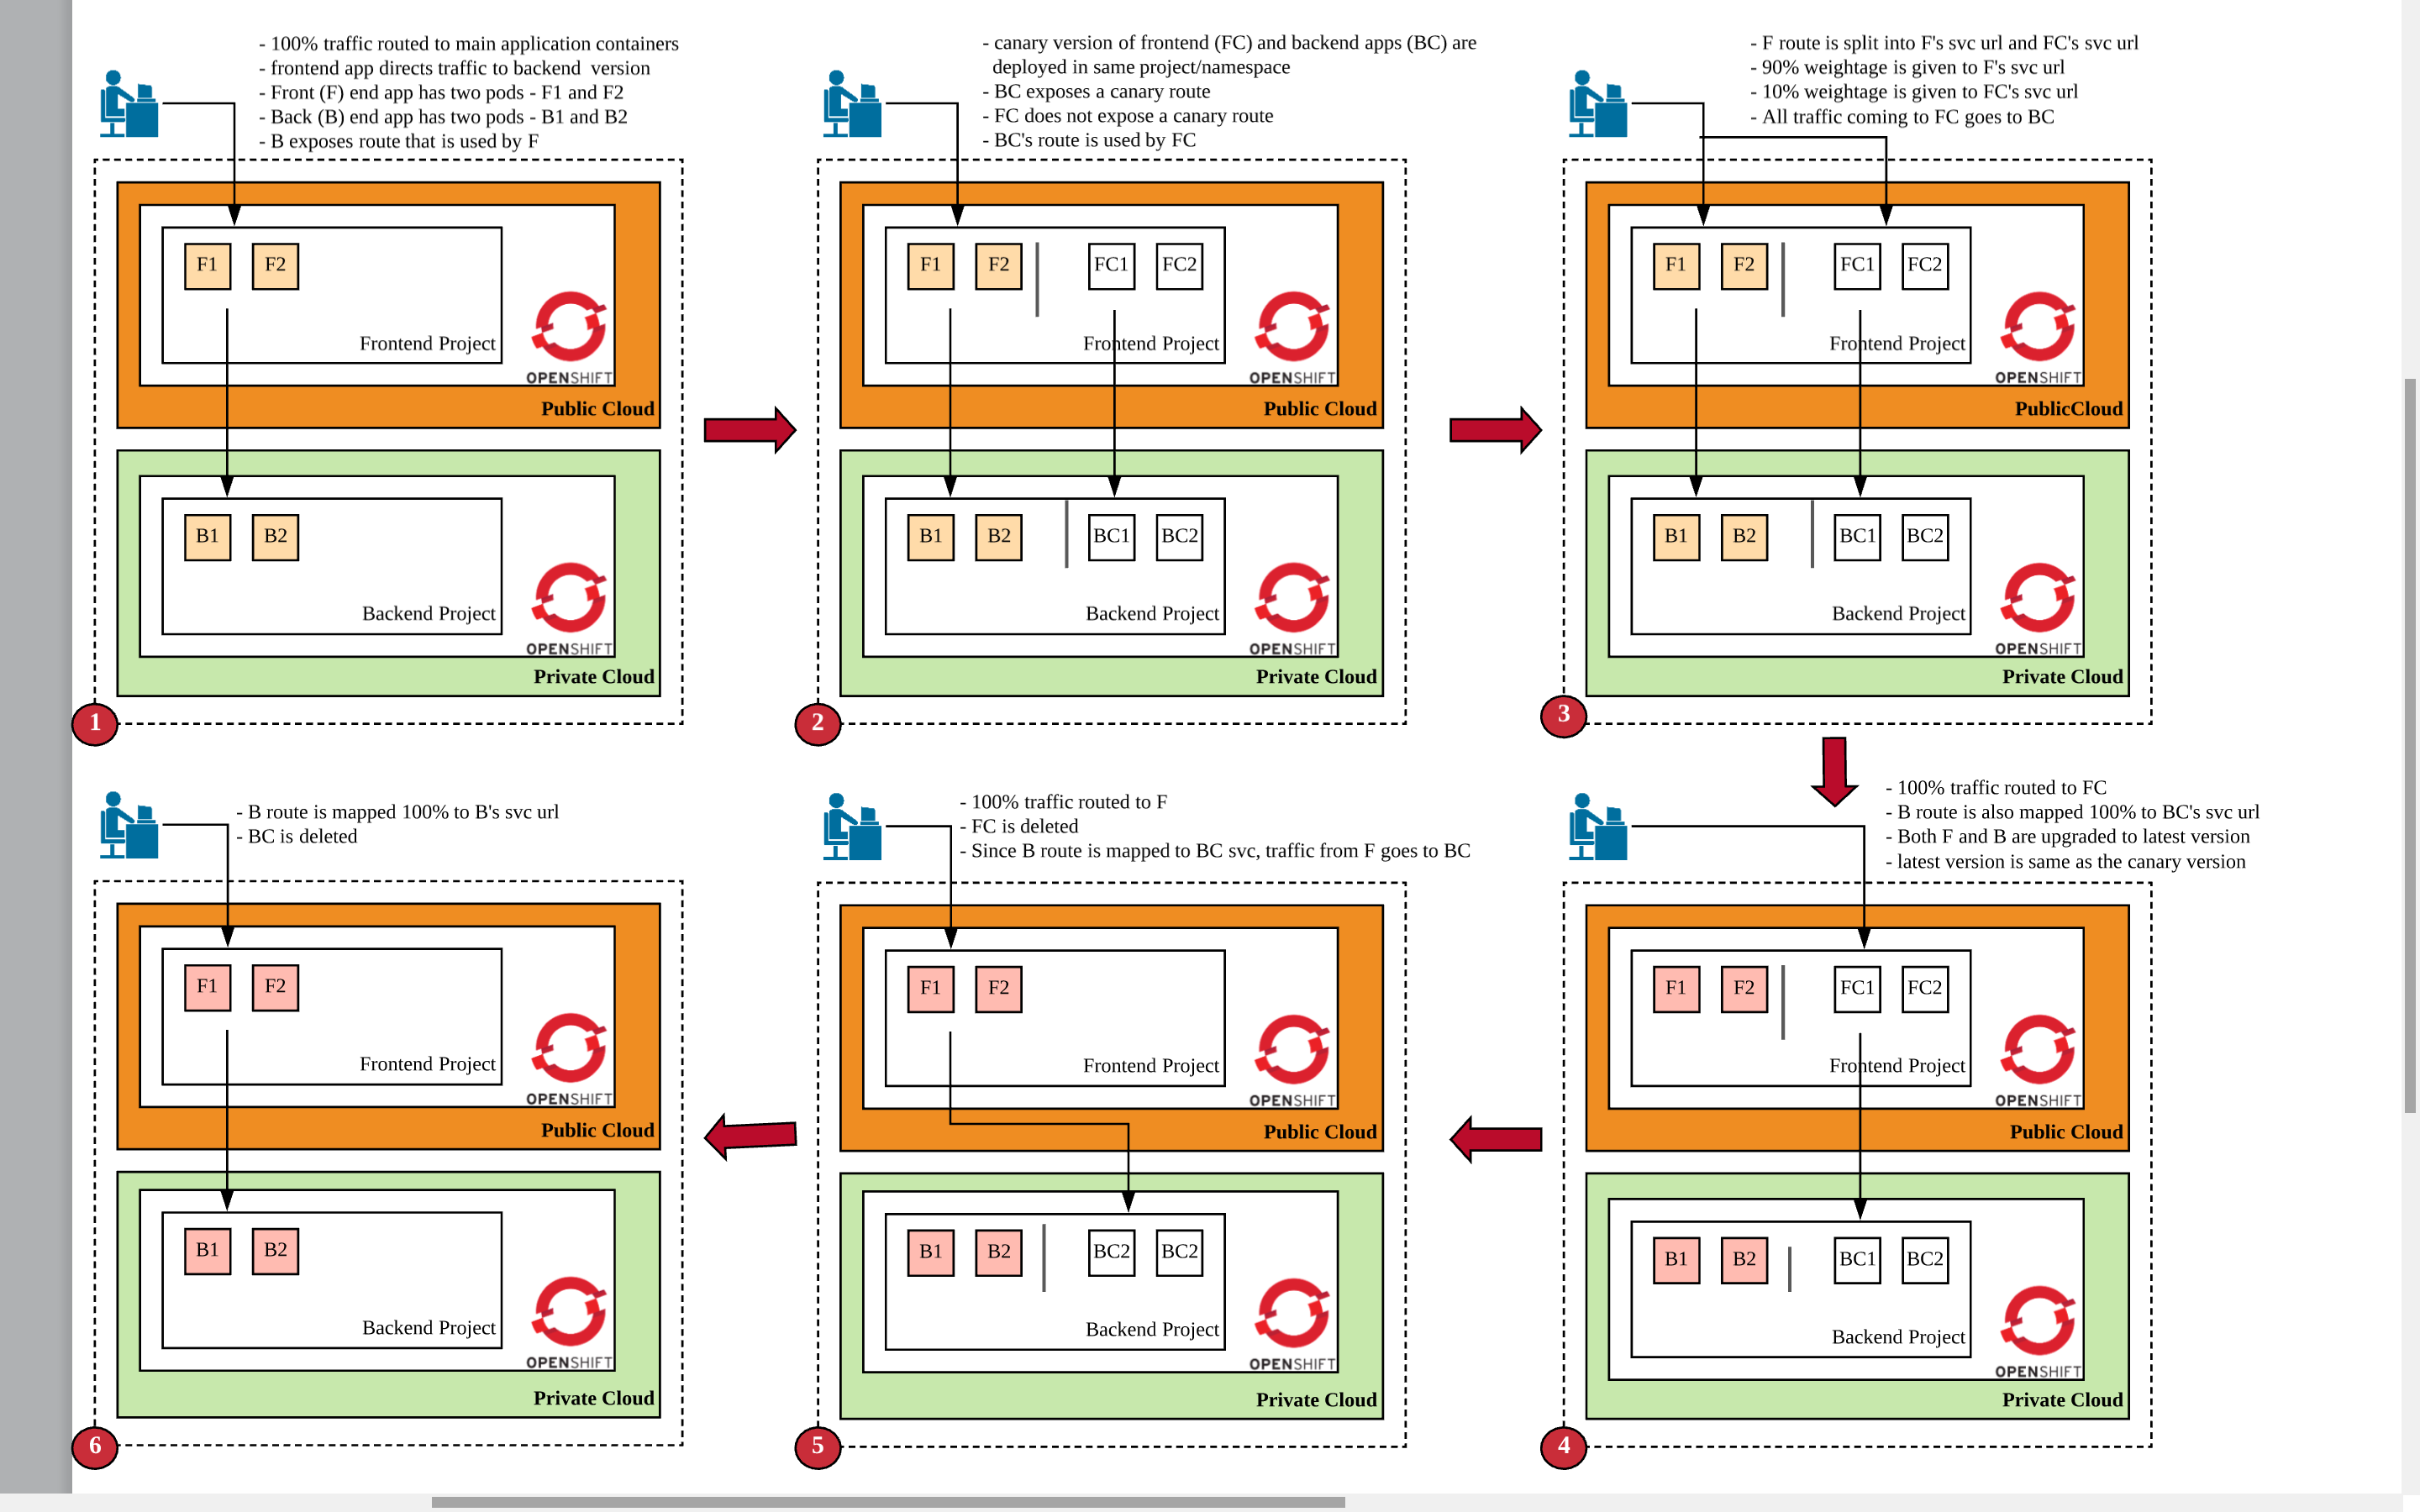 - 100% traffic routed to main application containers
- frontend app directs traffic to backend version
- Front (F) end app has two pods - F1 and F2
- Back (B) end app has two pods - B1 and B2
- B exposes route that is used by F
F1 F2
Frontend Project
OPENSHIFT
Public Cloud
B1 B2
Backend Project
OPENSHIFT
Private Cloud
1
- canary version of frontend (FC) and backend apps (BC) are
deployed in same project/namespace
- BC exposes a canary route
- FC does not expose a canary route
- BC's route is used by FC
F1 F2 FC1 FC2
Frontend Project
OPENSHIFT
Public Cloud
B1 B2 BC1 BC2
Backend Project
OPENSHIFT
Private Cloud
2
- F route is split into F's svc url and FC's svc url
- 90% weightage is given to F's svc url
- 10% weightage is given to FC's svc url
- All traffic coming to FC goes to BC
F1 F2 FC1 FC2
Frontend Project
OPENSHIFT
PublicCloud
B1 B2 BC1 BC2
Backend Project
OPENSHIFT
Private Cloud
3
- 100% traffic routed to FC
- B route is also mapped 100% to BC's svc url
- Both F and B are upgraded to latest version
- latest version is same as the canary version
F1 F2 FC1 FC2
Frontend Project
OPENSHIFT
Public Cloud
B1 B2 BC1 BC2
Backend Project
OPENSHIFT
Private Cloud
4
- 100% traffic routed to F
- FC is deleted
- Since B route is mapped to BC svc, traffic from F goes to BC
F1 F2
Frontend Project
OPENSHIFT
Public Cloud
B1 B2 BC2 BC2
Backend Project
OPENSHIFT
Private Cloud
5
- B route is mapped 100% to B's svc url
- BC is deleted
F1 F2
Frontend Project
OPENSHIFT
Public Cloud
B1 B2
Backend Project
OPENSHIFT
Private Cloud
6